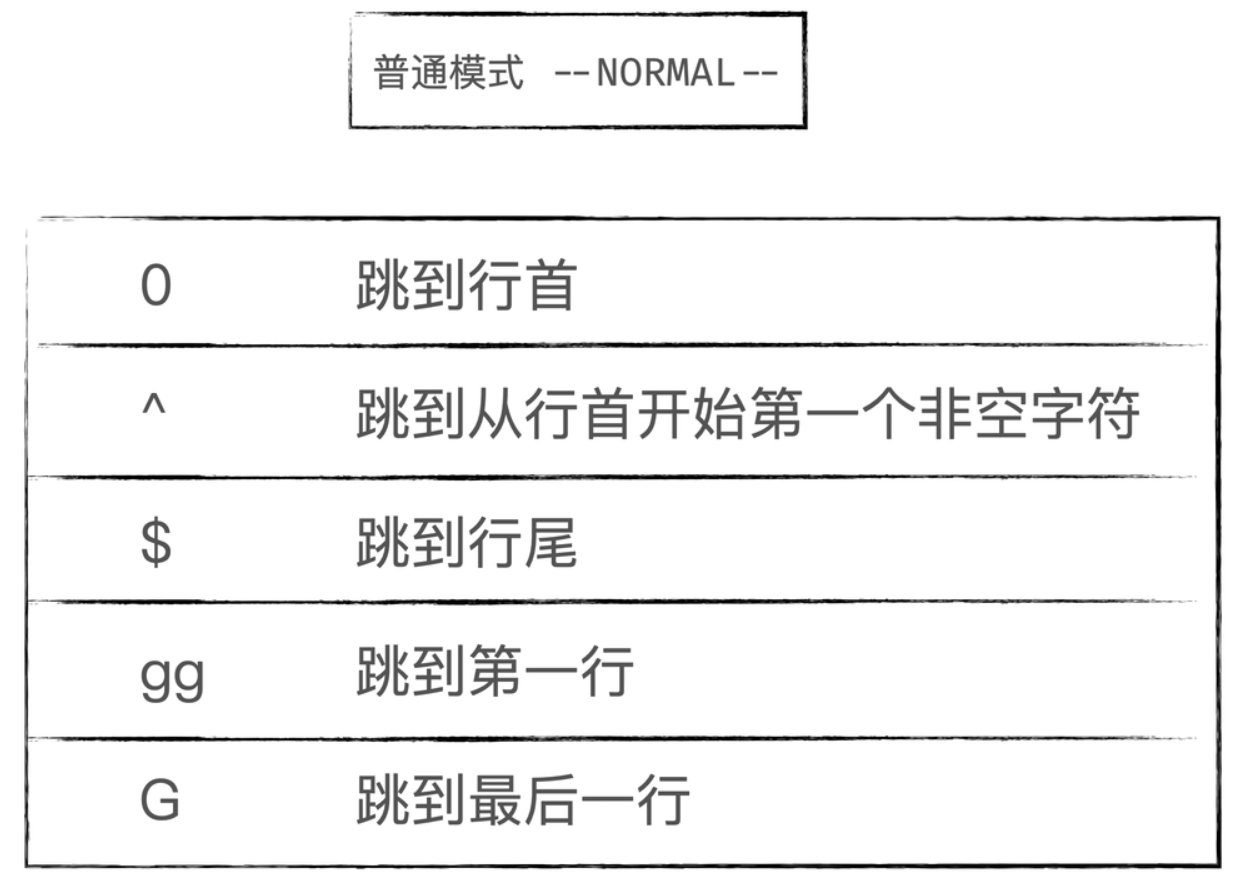 普通模式 --NORMAL--
0 跳到行首
^ 跳到从行首开始第一个非空字符
$ 跳到行尾
gg 跳到第一行
G 跳到最后一行